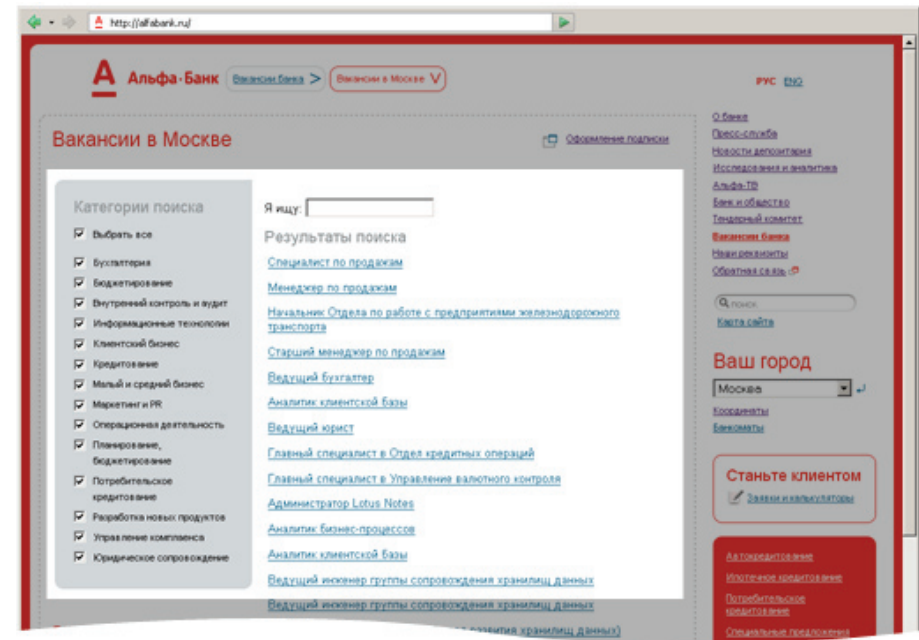 http://alfabank.ru/
А
Альфа·Банк
Вакансии банка >
Вакансии в Москве V
РУС ENG
Вакансии в Москве
Оформление подписки
Категории поиска
Выбрать все
Бухгалтерия
Бюджетирование
Внутренний контроль и аудит
Информационные технологии
Клиентский бизнес
Кредитование
Малый и средний бизнес
Маркетинг и PR
Операционная деятельность
Планирование,
бюджетирование
Потребительское
кредитование
Разработка новых продуктов
Управление комплаенса
Юридическое сопровождение
Я ищу:
Результаты поиска
Специалист по продажам
Менеджер по продажам
Начальник Отдела по работе с предприятиями железнодорожного
транспорта
Старший менеджер по продажам
Ведущий бухгалтер
Аналитик клиентской базы
Ведущий юрист
Главный специалист в Отдел кредитных операций
Главный специалист в Управление валютного контроля
Администратор Lotus Notes
Аналитик бизнес-процессов
Аналитик клиентской базы
Ведущий инженер группы сопровождения хранилищ данных
Ведущий инженер группы сопровождения хранилищ данных
развития хранилищ данных)
О банке
Пресс-служба
Новости депозитария
Исследования и аналитика
Альфа-ТВ
Банк и общество
Тендерный комитет
Вакансии банка
Наши реквизиты
Обратная связь
поиск
Карта сайта
Ваш город
Москва
Координаты
Банкоматы
Станьте клиентом
Заявки и калькуляторы
Автокредитование
Ипотечное кредитование
Потребительское
кредитование
Специальные предложения